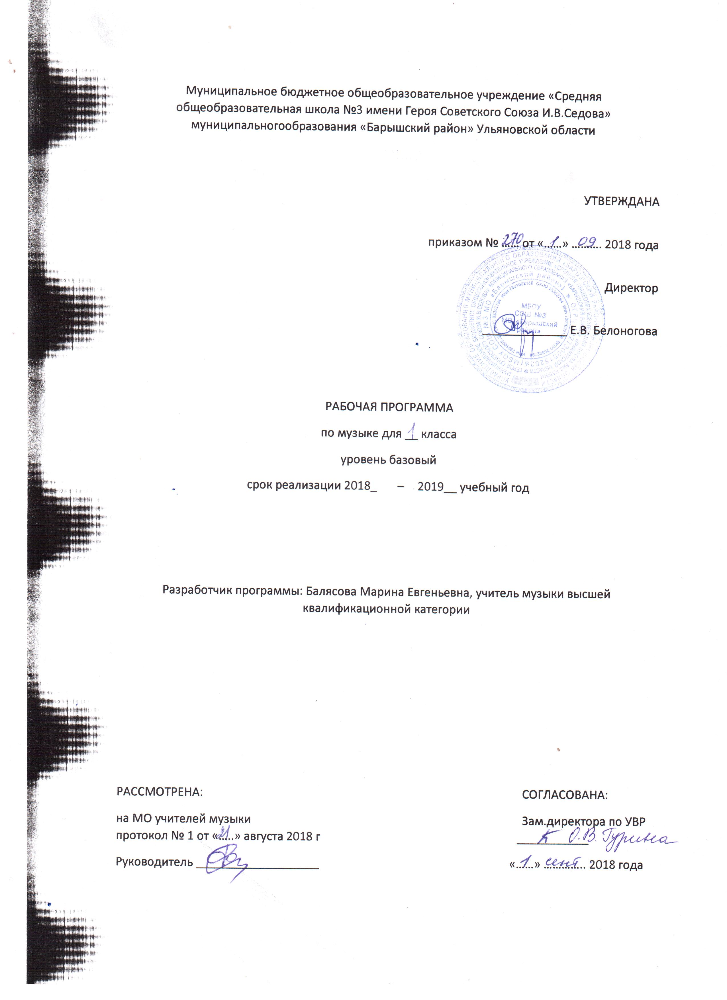 Муниципальное бюджетное общеобразовательное учреждение «Средняя
общеобразовательная школа №3 имени Героя Советского Союза И.В.Седова»
муниципальногообразования «Барышский район» Ульяновской области
УТВЕРЖДАНА
приказом № 270 от «1» 09 2018 года
Директор
МБОУ
СОШ №3
МО «Барышский
район»
Е.В. Белоногова
РАБОЧАЯ ПРОГРАММА
по музыке для 1 класса
уровень базовый
срок реализации 2018_ – 2019__ учебный год
Разработчик программы: Балясова Марина Евгеньевна, учитель музыки высшей
квалификационной категории
РАССМОТРЕНА:
на МО учителей музыки
протокол № 1 от «21» августа 2018 г
Руководитель
СОГЛАСОВАНА:
Зам.директора по УВР
О.В. Гурина
«1» сент 2018 года